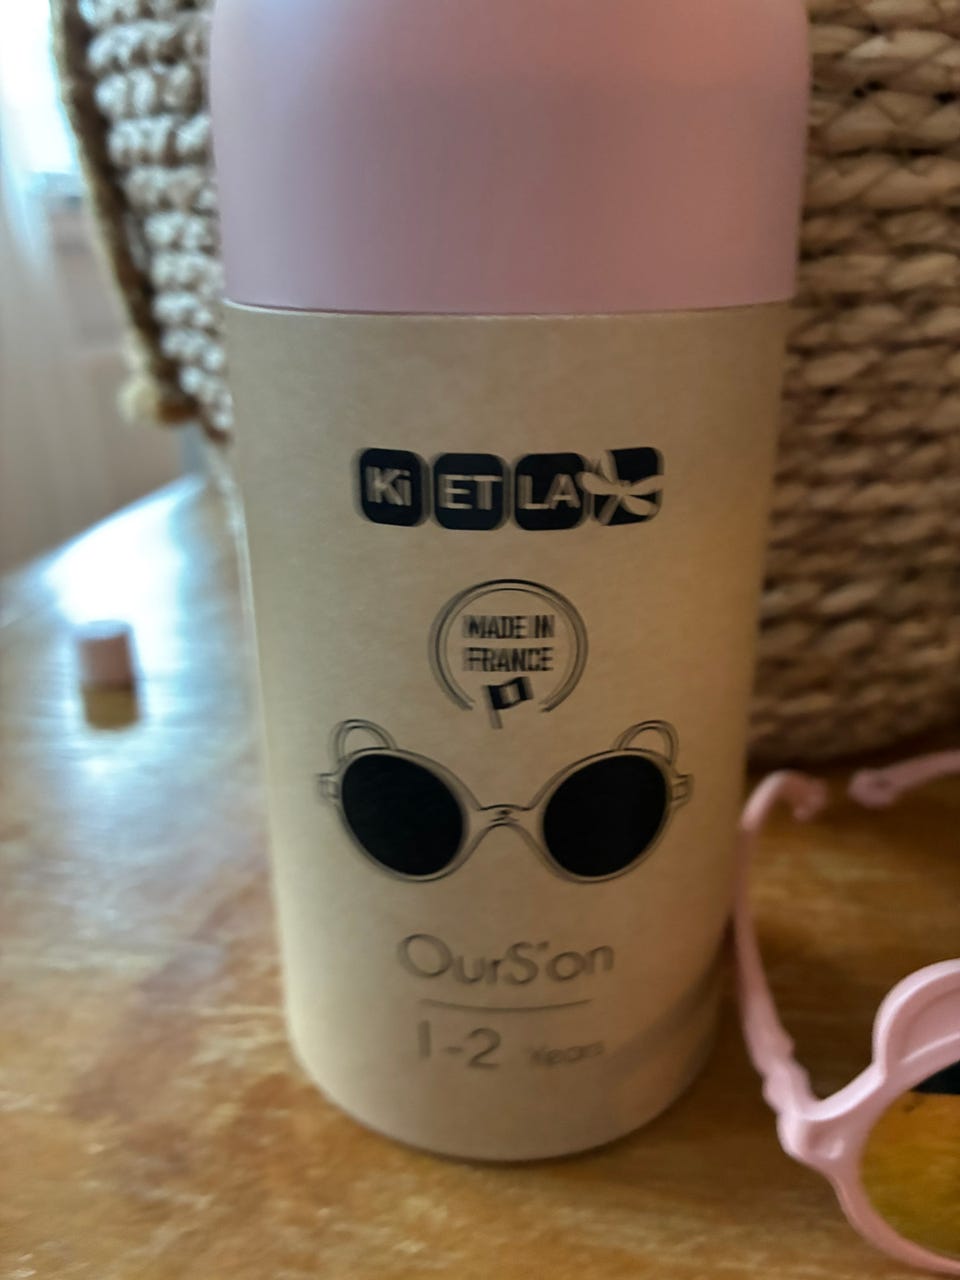 Ki ET LA
MADE IN
FRANCE
OurS'on
1-2 Years